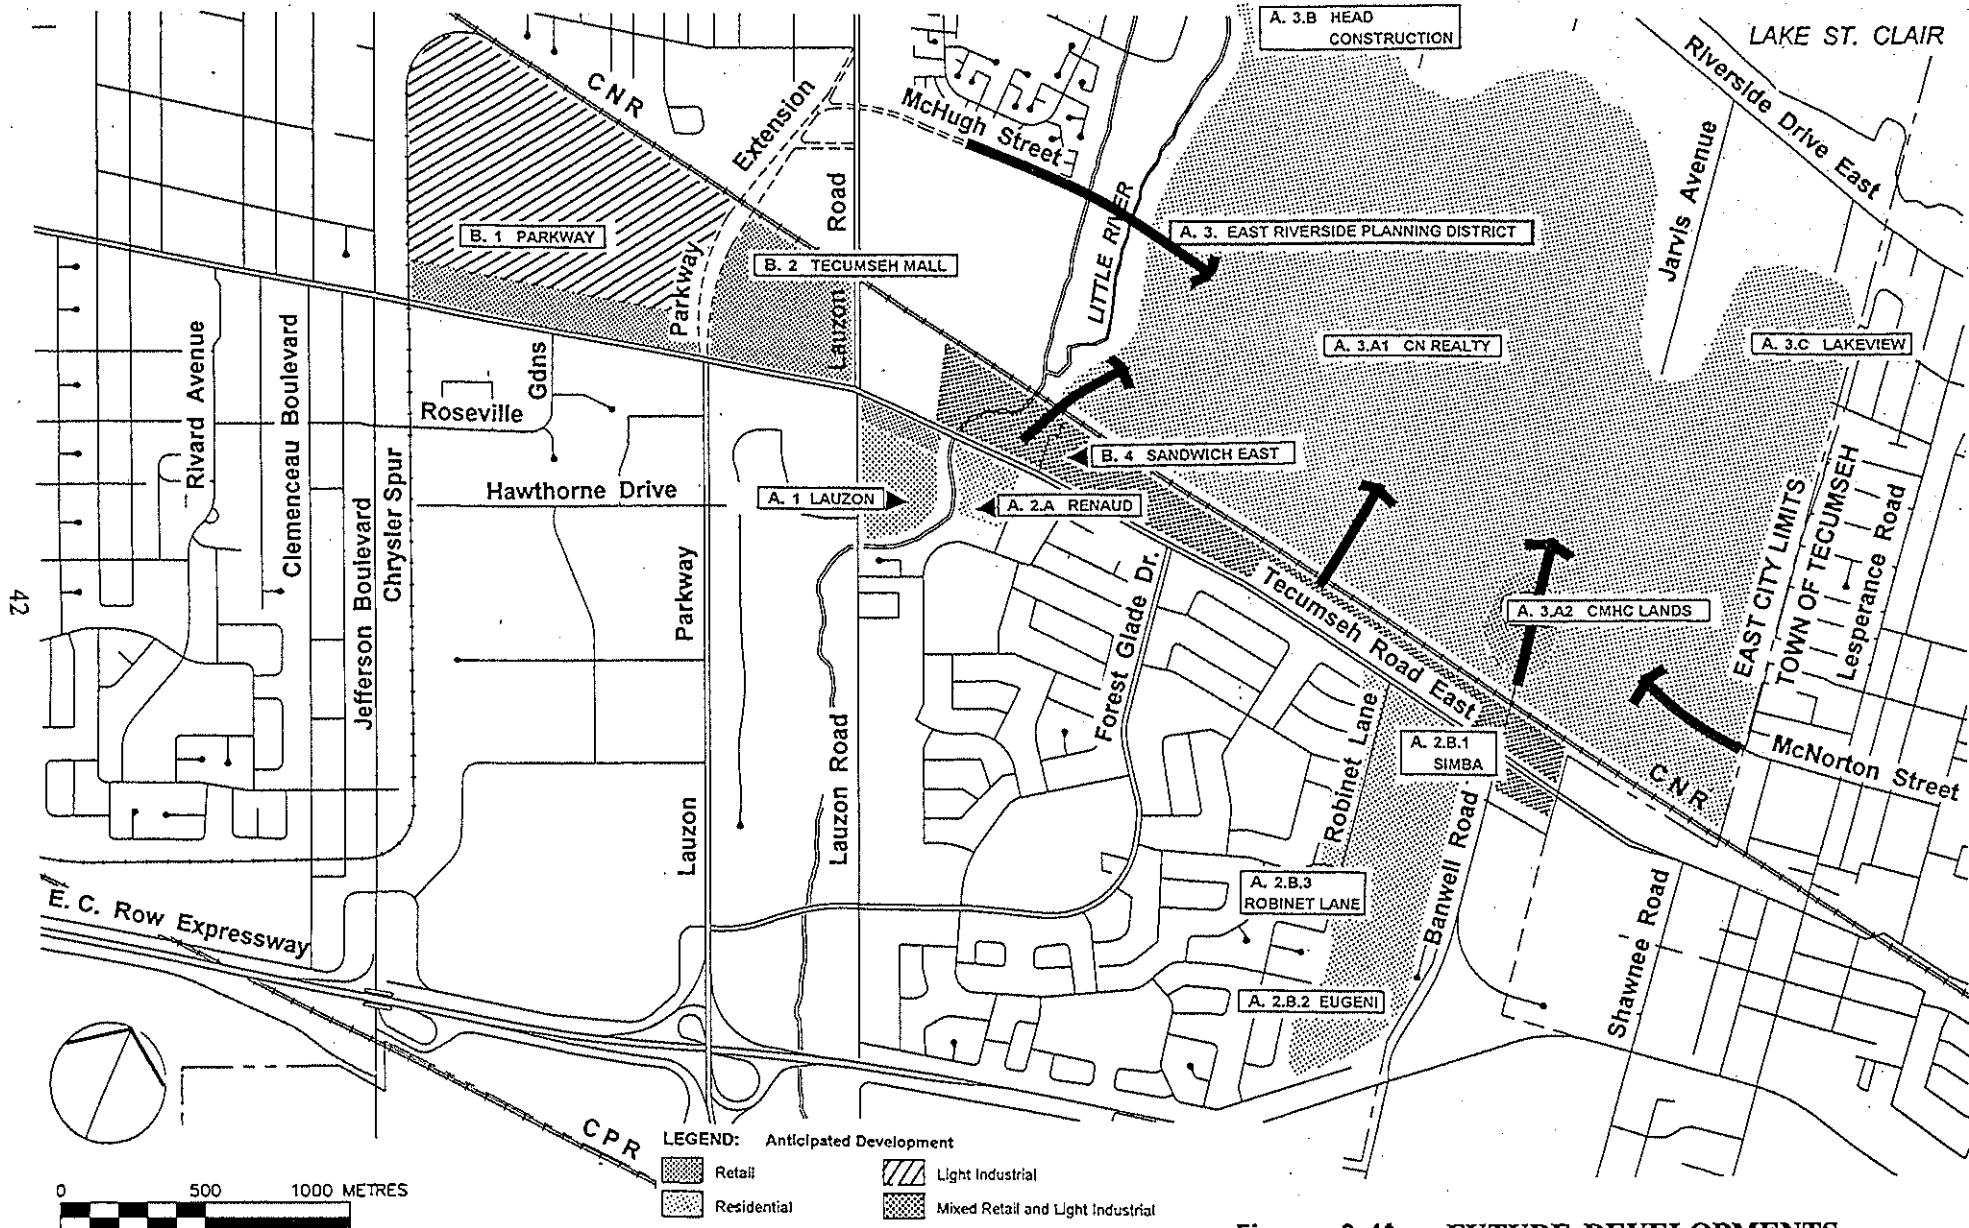 A. 3.B HEAD
CONSTRUCTION
LAKE ST. CLAIR
Riverside Drive East
CNR
Extension
McHugh Street
Jarvis Avenue
Road
LITTLE RIVER
B. 1 PARKWAY
A. 3. EAST RIVERSIDE PLANNING DISTRICT
B. 2 TECUMSEH MALL
Parkway
Lauzon
A. 3.A1 CN REALTY
A. 3.C LAKEVIEW
Rivard Avenue
Clemenceau Boulevard
Gdns
Roseville
B. 4 SANDWICH EAST
Hawthorne Drive
A. 1 LAUZON
A. 2.A RENAUD
EAST CITY LIMITS
TOWN OF TECUMSEH
Lesperance Road
Jefferson Boulevard
Chrysler Spur
42
Parkway
Forest Glade Dr.
Tecumseh Road East
A. 3.A2 CMHC LANDS
Lauzon Road
Robinet Lane
A. 2.B.1
SIMBA
CNR
McNorton Street
Lauzon
Banwell Road
A. 2.B.3
ROBINET LANE
Shawnee Road
E. C. Row Expressway
A. 2.B.2 EUGENI
CPR
LEGEND: Anticipated Development
Retail
Light Industrial
Residential
Mixed Retail and Light Industrial
0 500 1000 METRES
FUTURE DEVELOPMENTS